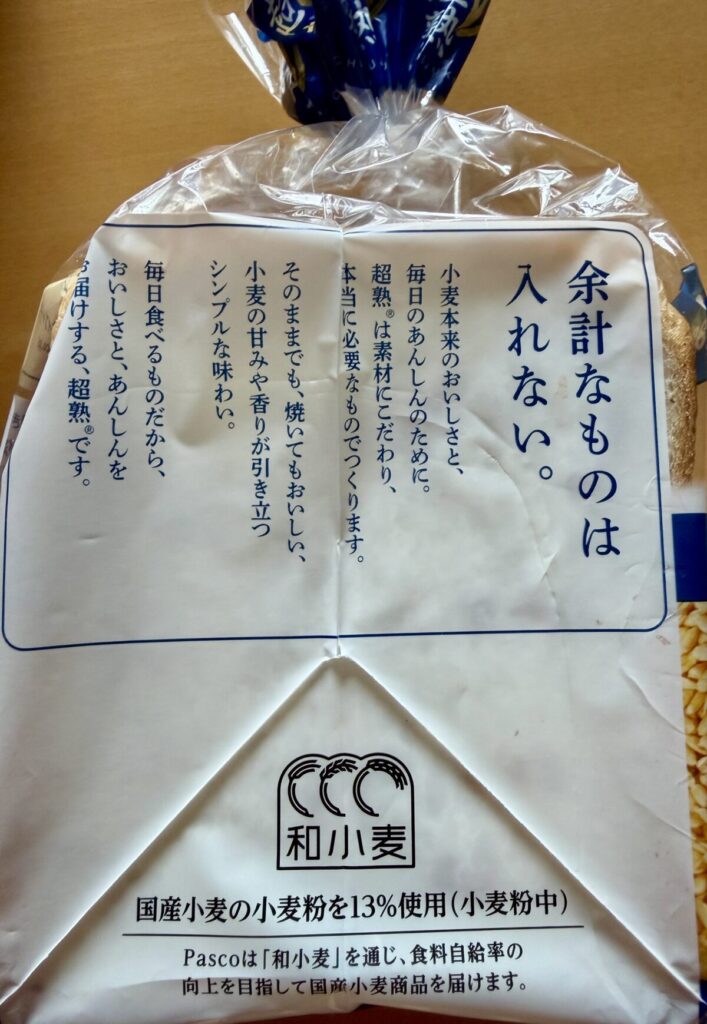 余計なものは
入れない。
小麦本来のおいしさと、
毎日のあんしんのために。
超熟®は素材にこだわり、
本当に必要なものでつくります。
そのままでも、焼いてもおいしい、
小麦の甘みや香りが引き立つ
シンプルな味わい。
毎日食べるものだから、
おいしさと、あんしんを
お届けする、超熟®です。
和小麦
国産小麦の小麦粉を13%使用(小麦粉中)
Pascoは「和小麦」を通じ、食料自給率の
向上を目指して国産小麦商品を届けます。